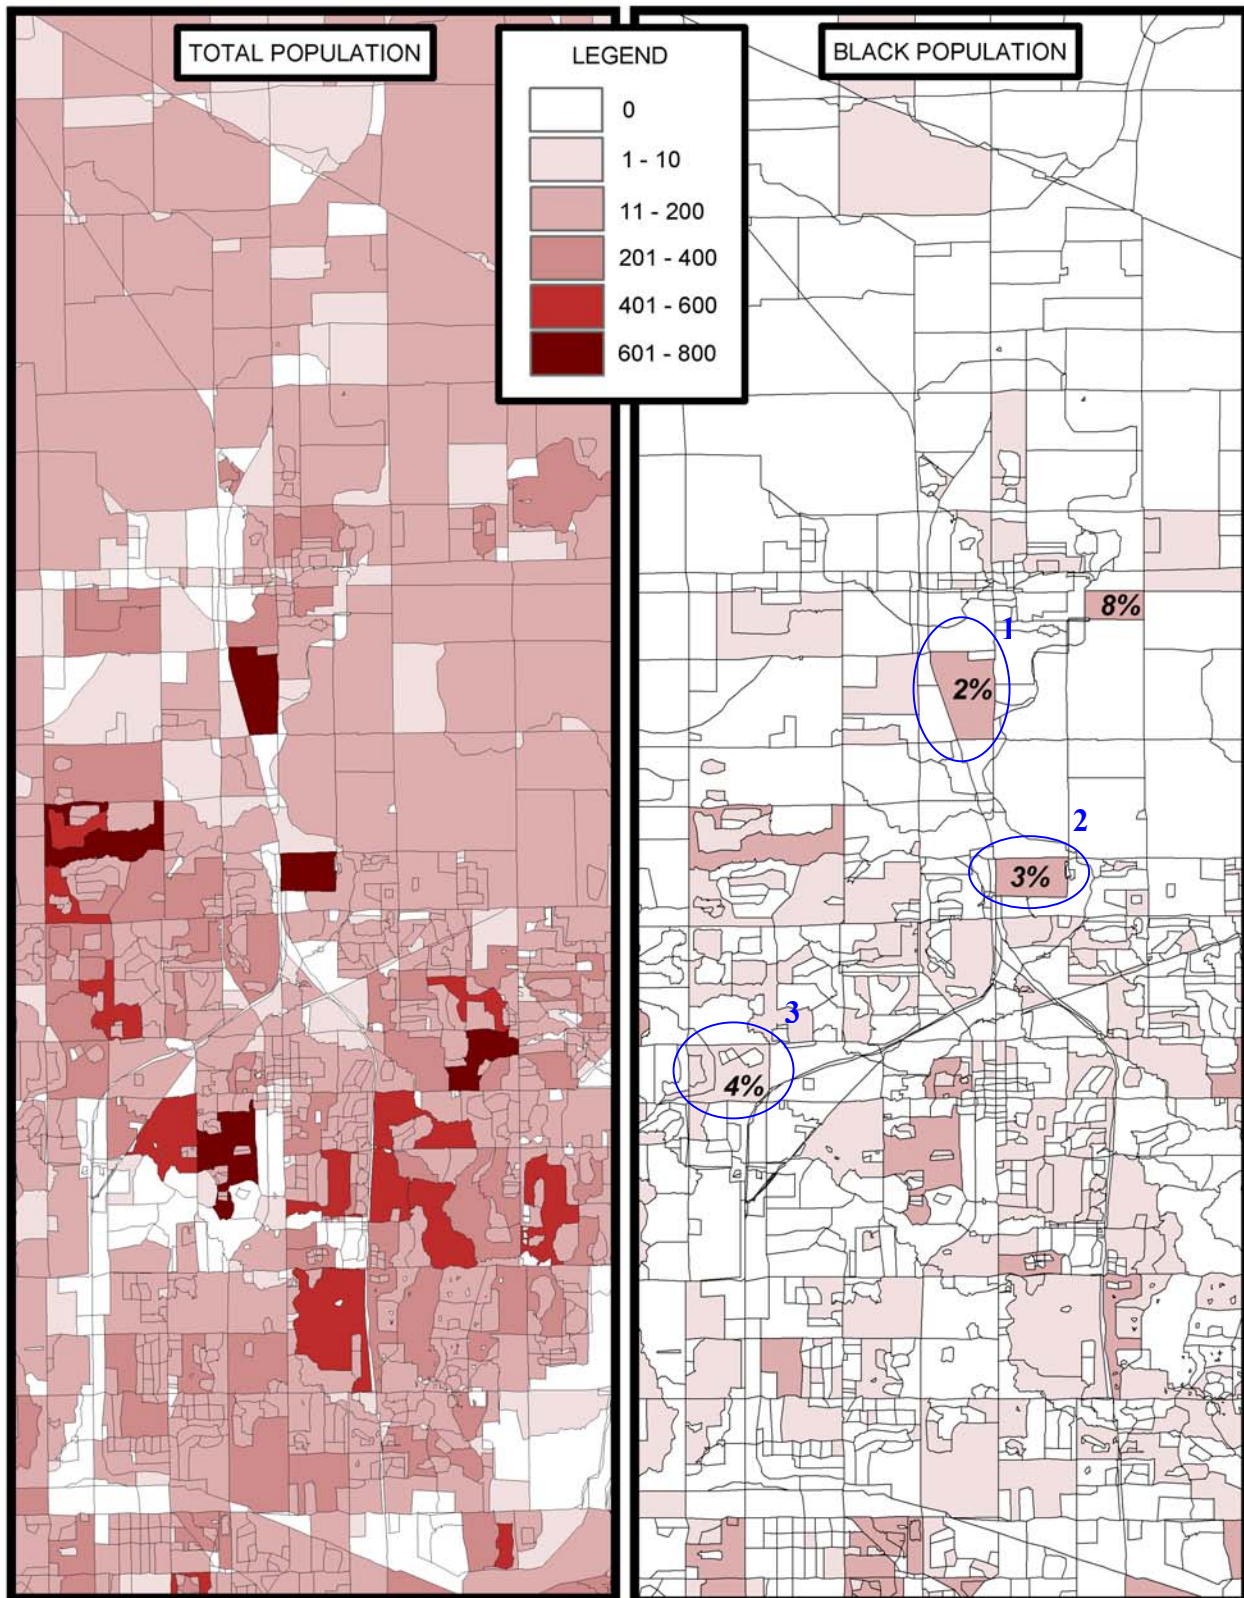 TOTAL POPULATION
LEGEND
0
1 - 10
11 - 200
201 - 400
401 - 600
601 - 800
BLACK POPULATION
8%
1
2%
2
3%
3
4%